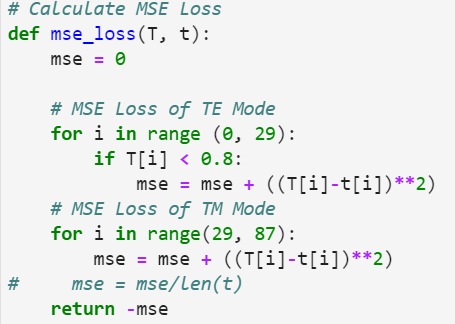 # Calculate MSE Loss
def mse_loss(T, t):
    mse = 0

    # MSE Loss of TE Mode
    for i in range (0, 29):
        if T[i] < 0.8:
            mse = mse + ((T[i]-t[i])**2)
    # MSE Loss of TM Mode
    for i in range(29, 87):
        mse = mse + ((T[i]-t[i])**2)
#     mse = mse/len(t)
    return -mse